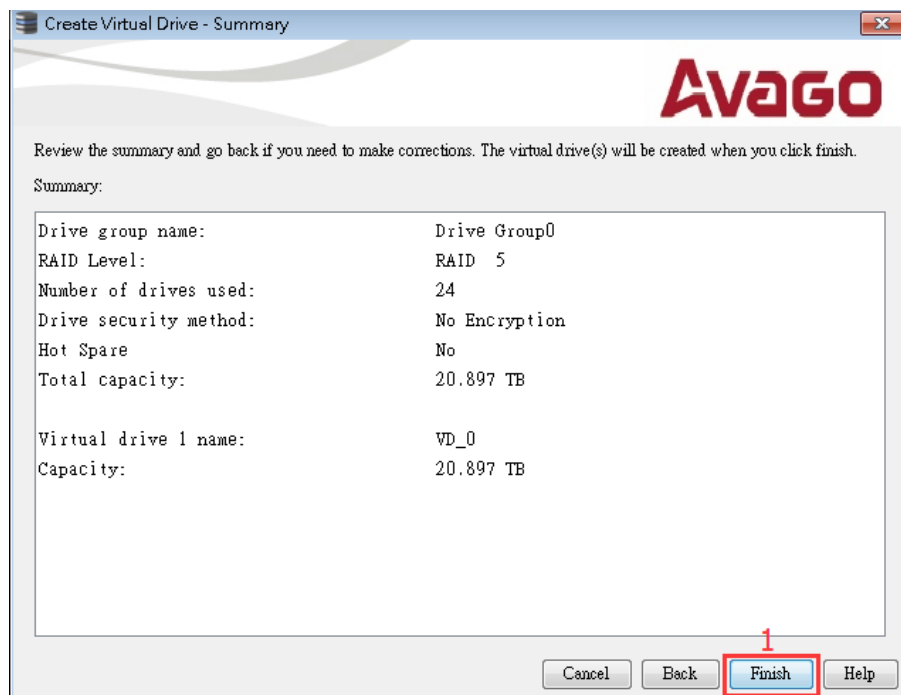 Create Virtual Drive - Summary
AVAGO
Review the summary and go back if you need to make corrections. The virtual drive(s) will be created when you click finish.
Summary:
Drive group name: Drive Group0
RAID Level: RAID 5
Number of drives used: 24
Drive security method: No Encryption
Hot Spare No
Total capacity: 20.897 TB
Virtual drive 1 name: VD_0
Capacity: 20.897 TB
1
Cancel Back Finish Help